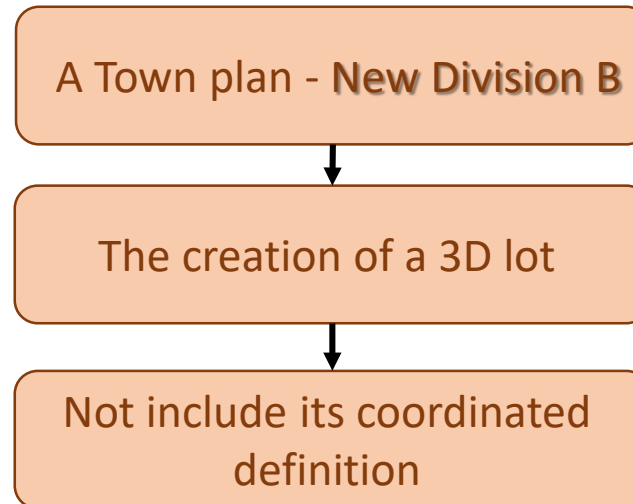 A Town plan - New Division B
The creation of a 3D lot
Not include its coordinated
definition